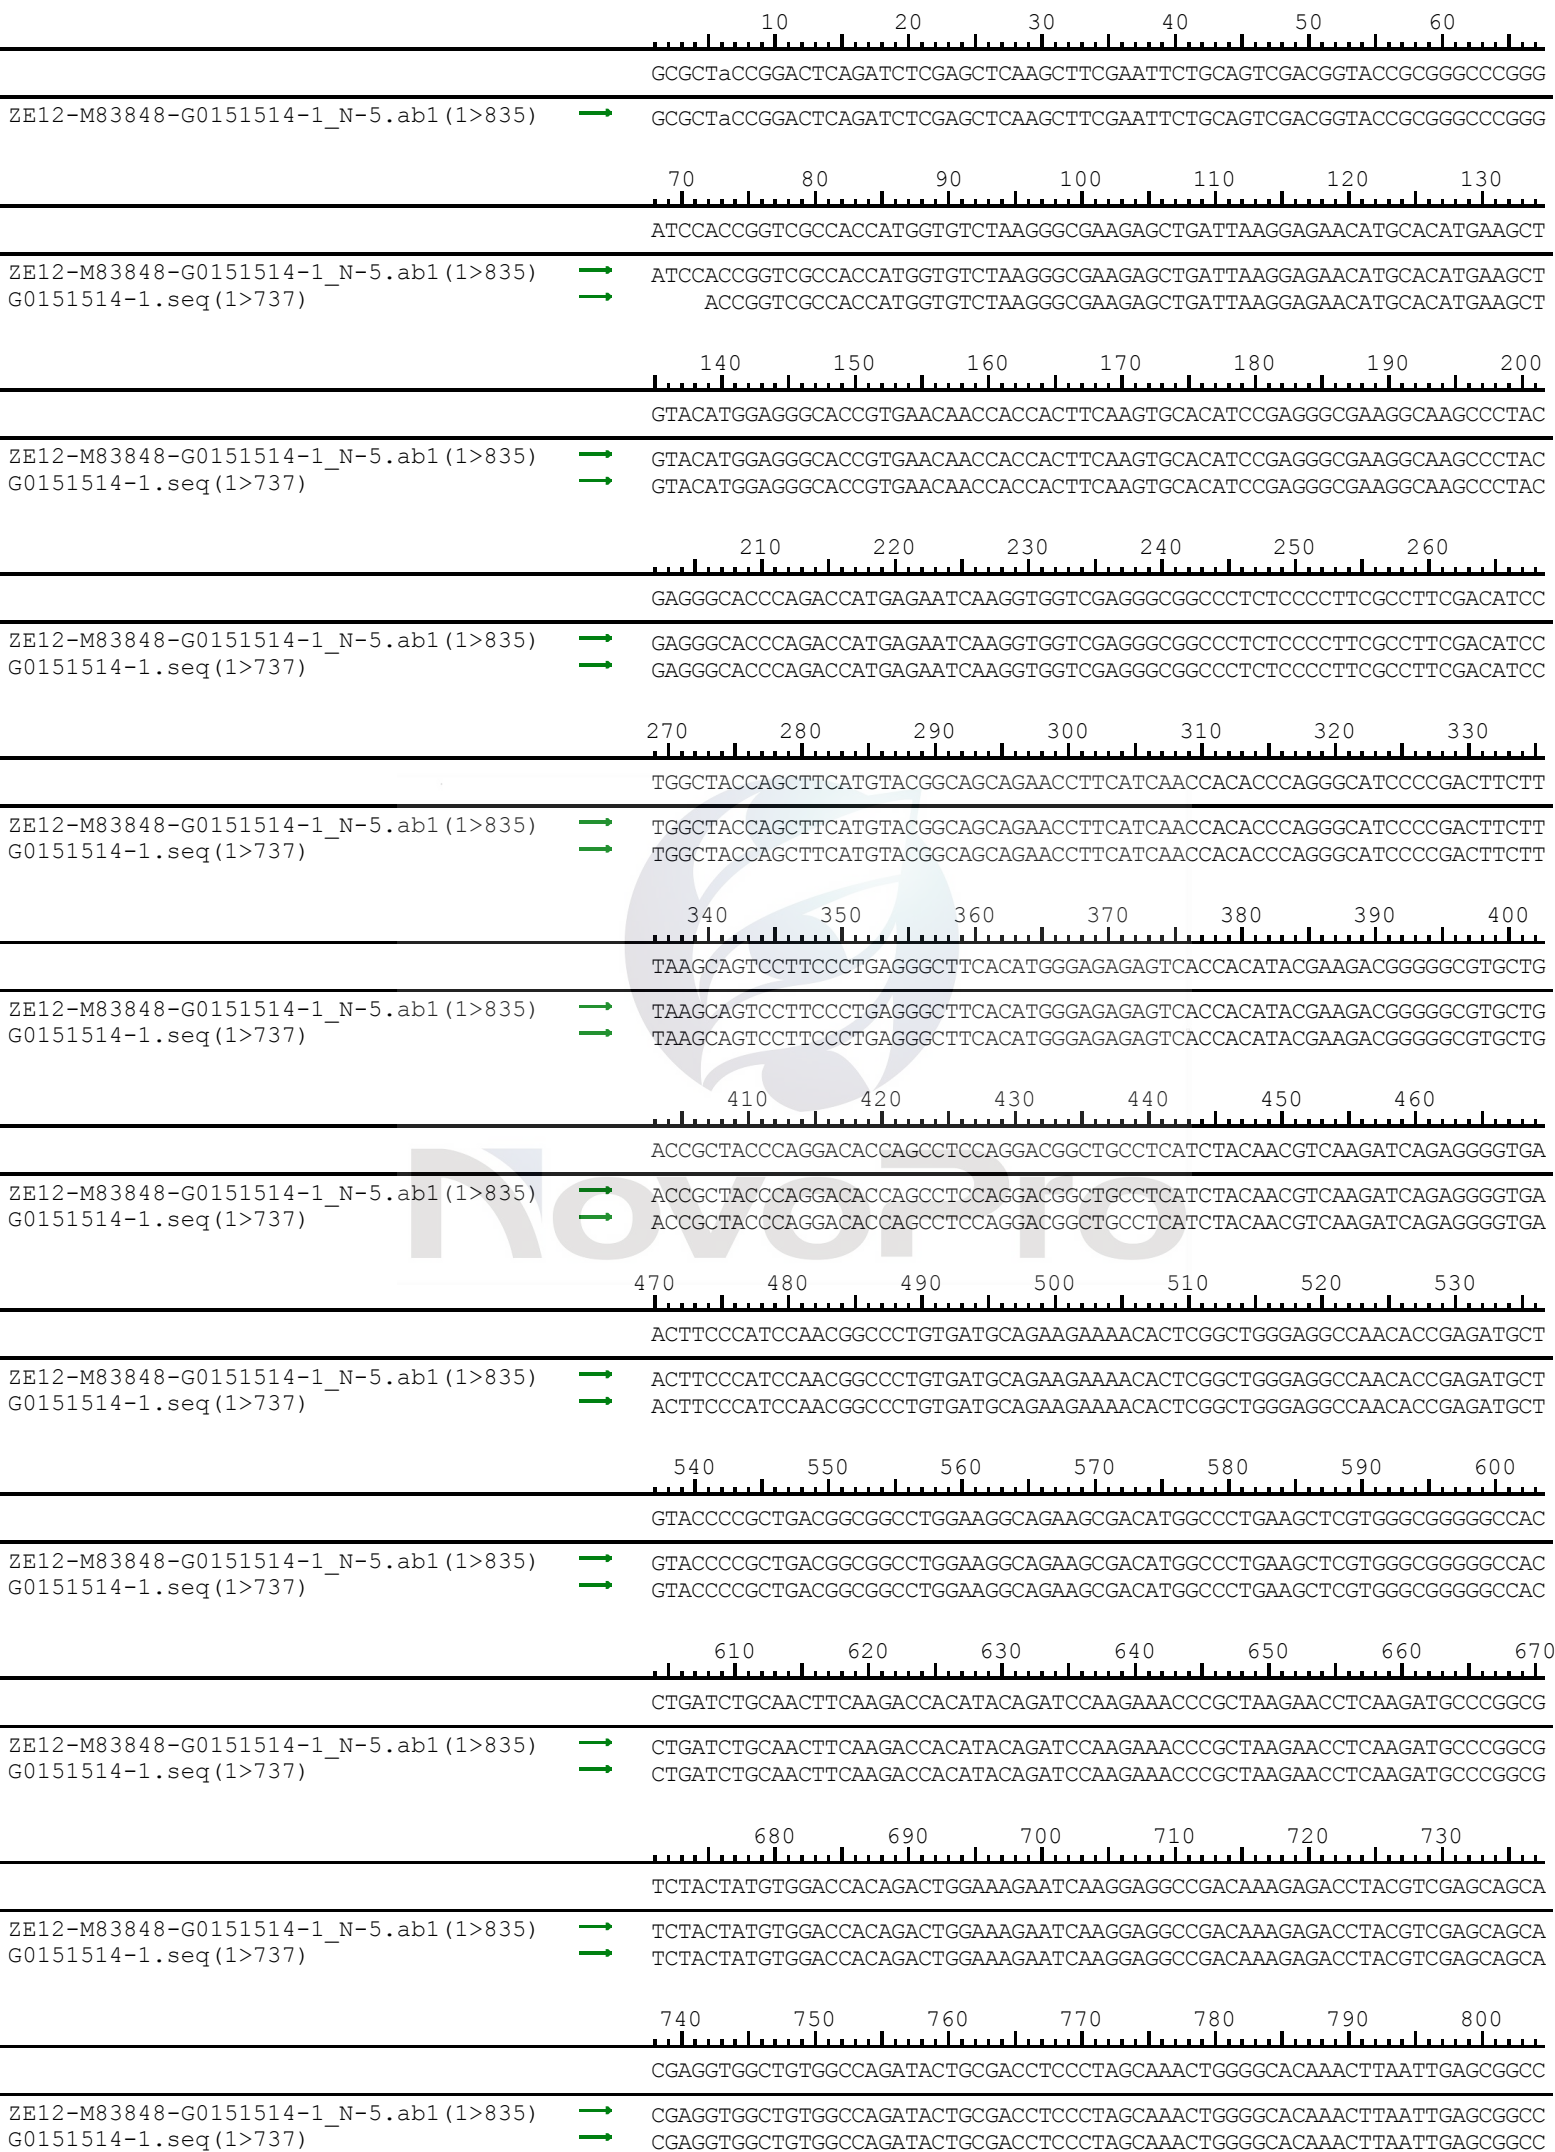 10 20 30 40 50 60
GCGCTaCCGGACTCAGATCTCGAGCTCAAGCTTCGAATTCTGCAGTCGACGGTACCGCGGGCCCGGG
ZE12-M83848-G0151514-1_N-5.ab1(1>835) → GCGCTaCCGGACTCAGATCTCGAGCTCAAGCTTCGAATTCTGCAGTCGACGGTACCGCGGGCCCGGG
70 80 90 100 110 120 130
ATCCACCGGTCGCCACCATGGTGTCTAAGGGCGAAGAGCTGATTAAGGAGAACATGCACATGAAGCT
ZE12-M83848-G0151514-1_N-5.ab1(1>835) → ATCCACCGGTCGCCACCATGGTGTCTAAGGGCGAAGAGCTGATTAAGGAGAACATGCACATGAAGCT
G0151514-1.seq(1>737) → ACCGGTCGCCACCATGGTGTCTAAGGGCGAAGAGCTGATTAAGGAGAACATGCACATGAAGCT
140 150 160 170 180 190 200
GTACATGGAGGGCACCGTGAACAACCACCACTTCAAGTGCACATCCGAGGGCGAAGGCAAGCCCTAC
ZE12-M83848-G0151514-1_N-5.ab1(1>835) → GTACATGGAGGGCACCGTGAACAACCACCACTTCAAGTGCACATCCGAGGGCGAAGGCAAGCCCTAC
G0151514-1.seq(1>737) → GTACATGGAGGGCACCGTGAACAACCACCACTTCAAGTGCACATCCGAGGGCGAAGGCAAGCCCTAC
210 220 230 240 250 260
GAGGGCACCCAGACCATGAGAATCAAGGTGGTCGAGGGCGGCCCTCTCCCCTTCGCCTTCGACATCC
ZE12-M83848-G0151514-1_N-5.ab1(1>835) → GAGGGCACCCAGACCATGAGAATCAAGGTGGTCGAGGGCGGCCCTCTCCCCTTCGCCTTCGACATCC
G0151514-1.seq(1>737) → GAGGGCACCCAGACCATGAGAATCAAGGTGGTCGAGGGCGGCCCTCTCCCCTTCGCCTTCGACATCC
270 280 290 300 310 320 330
TGGCTACCAGCTTCATGTACGGCAGCAGAACCTTCATCAACCACACCCAGGGCATCCCCGACTTCTT
ZE12-M83848-G0151514-1_N-5.ab1(1>835) → TGGCTACCAGCTTCATGTACGGCAGCAGAACCTTCATCAACCACACCCAGGGCATCCCCGACTTCTT
G0151514-1.seq(1>737) → TGGCTACCAGCTTCATGTACGGCAGCAGAACCTTCATCAACCACACCCAGGGCATCCCCGACTTCTT
340 350 360 370 380 390 400
TAAGCAGTCCTTCCCTGAGGGCTTCACATGGGAGAGAGTCACCACATACGAAGACGGGGGCGTGCTG
ZE12-M83848-G0151514-1_N-5.ab1(1>835) → TAAGCAGTCCTTCCCTGAGGGCTTCACATGGGAGAGAGTCACCACATACGAAGACGGGGGCGTGCTG
G0151514-1.seq(1>737) → TAAGCAGTCCTTCCCTGAGGGCTTCACATGGGAGAGAGTCACCACATACGAAGACGGGGGCGTGCTG
410 420 430 440 450 460
ACCGCTACCCAGGACACCAGCCTCCAGGACGGCTGCCTCATCTACAACGTCAAGATCAGAGGGGTGA
ZE12-M83848-G0151514-1_N-5.ab1(1>835) → ACCGCTACCCAGGACACCAGCCTCCAGGACGGCTGCCTCATCTACAACGTCAAGATCAGAGGGGTGA
G0151514-1.seq(1>737) → ACCGCTACCCAGGACACCAGCCTCCAGGACGGCTGCCTCATCTACAACGTCAAGATCAGAGGGGTGA
NovoPro
470 480 490 500 510 520 530
ACTTCCCATCCAACGGCCCTGTGATGCAGAAGAAAACACTCGGCTGGGAGGCCAACACCGAGATGCT
ZE12-M83848-G0151514-1_N-5.ab1(1>835) → ACTTCCCATCCAACGGCCCTGTGATGCAGAAGAAAACACTCGGCTGGGAGGCCAACACCGAGATGCT
G0151514-1.seq(1>737) → ACTTCCCATCCAACGGCCCTGTGATGCAGAAGAAAACACTCGGCTGGGAGGCCAACACCGAGATGCT
540 550 560 570 580 590 600
GTACCCCGCTGACGGCGGCCTGGAAGGCAGAAGCGACATGGCCCTGAAGCTCGTGGGCGGGGGCCAC
ZE12-M83848-G0151514-1_N-5.ab1(1>835) → GTACCCCGCTGACGGCGGCCTGGAAGGCAGAAGCGACATGGCCCTGAAGCTCGTGGGCGGGGGCCAC
G0151514-1.seq(1>737) → GTACCCCGCTGACGGCGGCCTGGAAGGCAGAAGCGACATGGCCCTGAAGCTCGTGGGCGGGGGCCAC
610 620 630 640 650 660 670
CTGATCTGCAACTTCAAGACCACATACAGATCCAAGAAACCCGCTAAGAACCTCAAGATGCCCGGCG
ZE12-M83848-G0151514-1_N-5.ab1(1>835) → CTGATCTGCAACTTCAAGACCACATACAGATCCAAGAAACCCGCTAAGAACCTCAAGATGCCCGGCG
G0151514-1.seq(1>737) → CTGATCTGCAACTTCAAGACCACATACAGATCCAAGAAACCCGCTAAGAACCTCAAGATGCCCGGCG
680 690 700 710 720 730
TCTACTATGTGGACCACAGACTGGAAAGAATCAAGGAGGCCGACAAAGAGACCTACGTCGAGCAGCA
ZE12-M83848-G0151514-1_N-5.ab1(1>835) → TCTACTATGTGGACCACAGACTGGAAAGAATCAAGGAGGCCGACAAAGAGACCTACGTCGAGCAGCA
G0151514-1.seq(1>737) → TCTACTATGTGGACCACAGACTGGAAAGAATCAAGGAGGCCGACAAAGAGACCTACGTCGAGCAGCA
740 750 760 770 780 790 800
CGAGGTGGCTGTGGCCAGATACTGCGACCTCCCTAGCAAACTGGGGCACAAACTTAATTGAGCGGCC
ZE12-M83848-G0151514-1_N-5.ab1(1>835) → CGAGGTGGCTGTGGCCAGATACTGCGACCTCCCTAGCAAACTGGGGCACAAACTTAATTGAGCGGCC
G0151514-1.seq(1>737) → CGAGGTGGCTGTGGCCAGATACTGCGACCTCCCTAGCAAACTGGGGCACAAACTTAATTGAGCGGCC